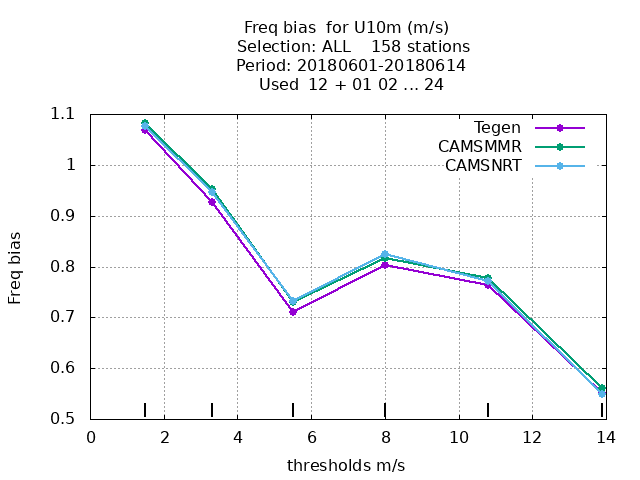 Freq bias  for U10m (m/s)
Selection: ALL    158 stations
Period: 20180601-20180614
Used  12 + 01 02 ... 24
Tegen
CAMSMMR
CAMSNRT
1.1
1
0.9
0.8
0.7
0.6
0.5
Freq bias
0 2 4 6 8 10 12 14
thresholds m/s